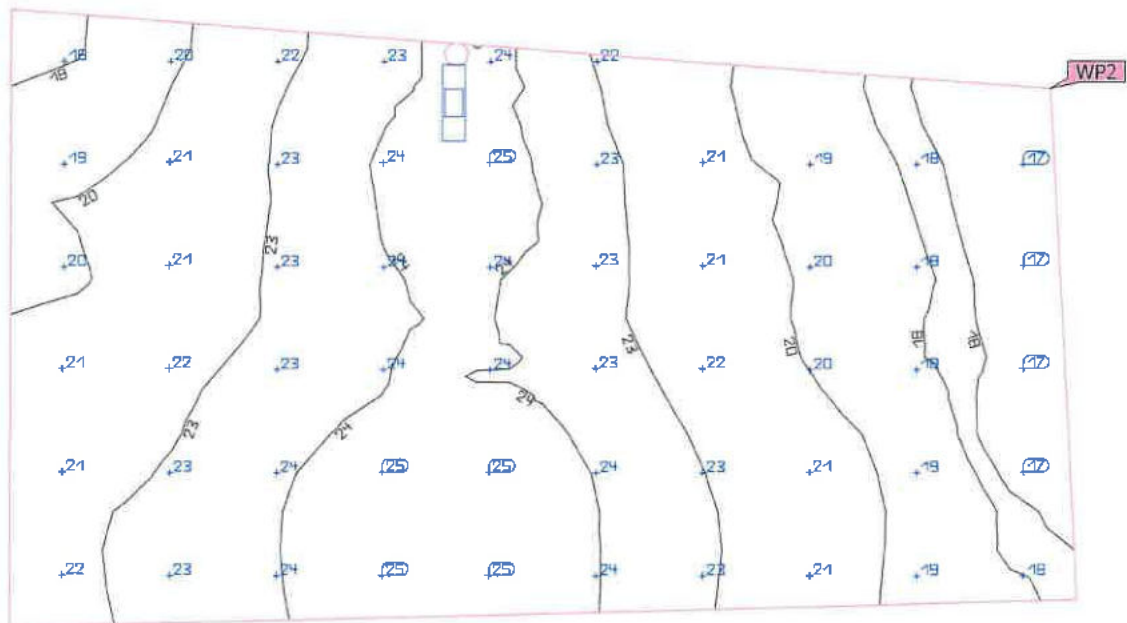 18 20 22 23 24 22
18
WP2
19 21 23 24 25 23 21 19 18 17
20
23
20 21 23 24 24 23 21 20 18 17
23 20 18 18
21 22 23 24 24 23 22 20 18 17
24
23 24
21 23 24 25 25 24 23 21 19 17
22 23 24 25 25 24 23 21 19 18